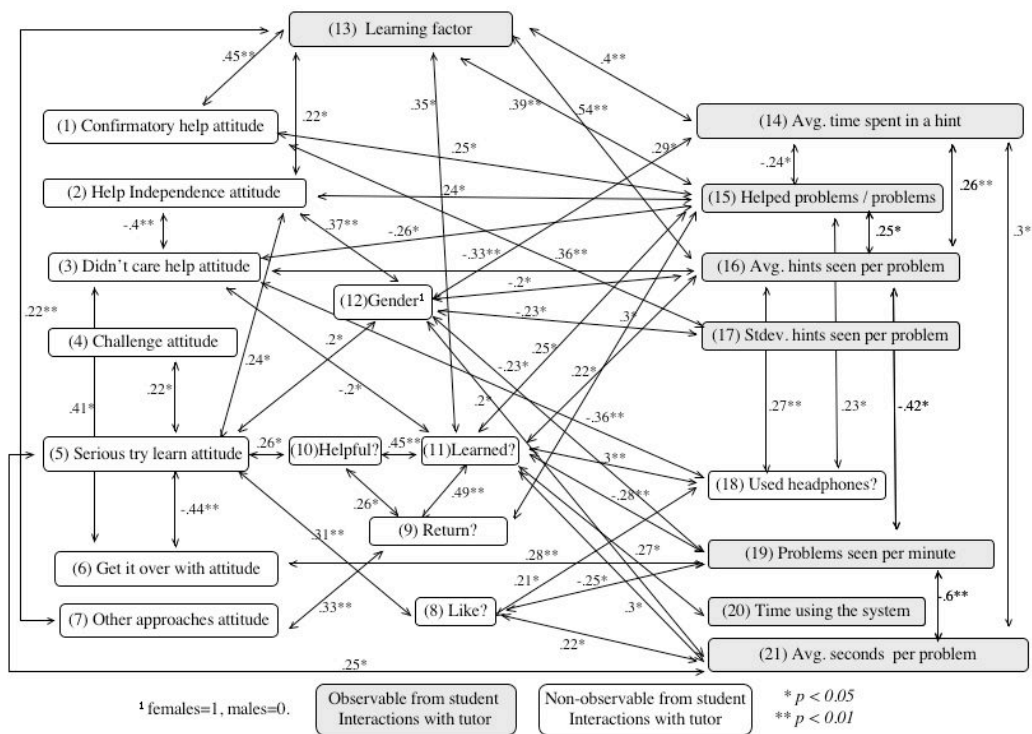 (13) Learning factor
.45**
.4**
.35*
.39**
.54**
.22*
(1) Confirmatory help attitude
(14) Avg. time spent in a hint
.25*
.29*
-.24*
.26**
(2) Help Independence attitude
.24*
(15) Helped problems / problems
.3*
-.4**
.37**
-.26*
.25*
(3) Didn't care help attitude
-.33**
.36**
(16) Avg. hints seen per problem
-.2*
(12)Gender¹
.22**
-.23*
.3*
(4) Challenge attitude
(17) Stdev. hints seen per problem
.2*
.25*
.24*
-.23*
.22*
.22*
-.2*
.41*
.2*
-.36**
.27**
.23*
-.42*
(5) Serious try learn attitude
.26*
(10)Helpful?
.45**
(11)Learned?
.3**
(18) Used headphones?
.49**
-.28**
-.44**
.26*
(9) Return?
.31**
.27*
(19) Problems seen per minute
.28**
(6) Get it over with attitude
.21*
-.25*
-.6**
.33**
(8) Like?
.3*
(20) Time using the system
(7) Other approaches attitude
.22*
(21) Avg. seconds per problem
.25*
¹ females=1, males=0.
Observable from student
Interactions with tutor
Non-observable from student
Interactions with tutor
* p < 0.05
** p < 0.01